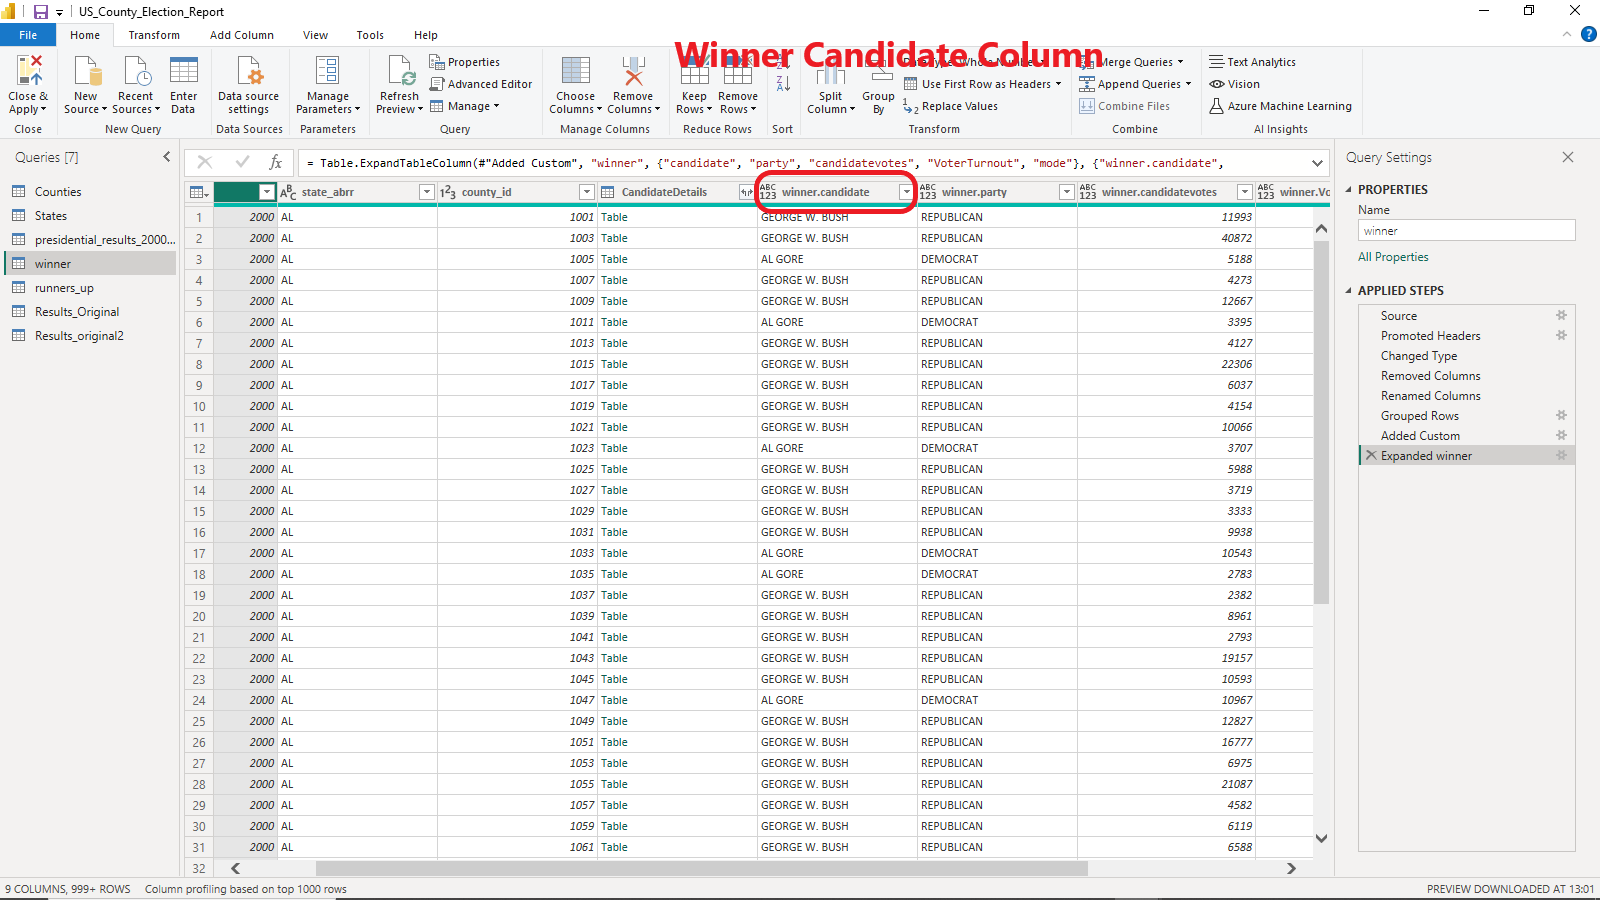 US_County_Election_Report
File Home Transform Add Column View Tools Help
Winner Candidate Column
Close & Apply
Close
New Source
Recent Sources
Enter Data
New Query
Data source settings
Data Sources
Manage Parameters
Parameters
Refresh Preview
Properties
Advanced Editor
Manage
Query
Choose Columns
Remove Columns
Manage Columns
Keep Rows
Remove Rows
Reduce Rows
Sort
Split Column
Group By
Use First Row as Headers
Replace Values
Transform
Merge Queries
Append Queries
Combine Files
Combine
Text Analytics
Vision
Azure Machine Learning
AI Insights
Queries [7]
Counties
States
presidential_results_2000...
winner
runners_up
Results_Original
Results_original2
fx = Table.ExpandTableColumn(#"Added Custom", "winner", {"candidate", "party", "candidatevotes", "VoterTurnout", "mode"}, {"winner.candidate",
ABC state_abrr 123 county_id CandidateDetails ABC 123 winner.candidate ABC 123 winner.party ABC 123 winner.candidatevotes ABC 123 winner.Vo
1 2000 AL 1001 Table GEORGE W. BUSH REPUBLICAN 11993
2 2000 AL 1003 Table GEORGE W. BUSH REPUBLICAN 40872
3 2000 AL 1005 Table AL GORE DEMOCRAT 5188
4 2000 AL 1007 Table GEORGE W. BUSH REPUBLICAN 4273
5 2000 AL 1009 Table GEORGE W. BUSH REPUBLICAN 12667
6 2000 AL 1011 Table AL GORE DEMOCRAT 3395
7 2000 AL 1013 Table GEORGE W. BUSH REPUBLICAN 4127
8 2000 AL 1015 Table GEORGE W. BUSH REPUBLICAN 22306
9 2000 AL 1017 Table GEORGE W. BUSH REPUBLICAN 6037
10 2000 AL 1019 Table GEORGE W. BUSH REPUBLICAN 4154
11 2000 AL 1021 Table GEORGE W. BUSH REPUBLICAN 10066
12 2000 AL 1023 Table AL GORE DEMOCRAT 3707
13 2000 AL 1025 Table GEORGE W. BUSH REPUBLICAN 5988
14 2000 AL 1027 Table GEORGE W. BUSH REPUBLICAN 3719
15 2000 AL 1029 Table GEORGE W. BUSH REPUBLICAN 3333
16 2000 AL 1031 Table GEORGE W. BUSH REPUBLICAN 9938
17 2000 AL 1033 Table AL GORE DEMOCRAT 10543
18 2000 AL 1035 Table AL GORE DEMOCRAT 2783
19 2000 AL 1037 Table GEORGE W. BUSH REPUBLICAN 2382
20 2000 AL 1039 Table GEORGE W. BUSH REPUBLICAN 8961
21 2000 AL 1041 Table GEORGE W. BUSH REPUBLICAN 2793
22 2000 AL 1043 Table GEORGE W. BUSH REPUBLICAN 19157
23 2000 AL 1045 Table GEORGE W. BUSH REPUBLICAN 10593
24 2000 AL 1047 Table AL GORE DEMOCRAT 10967
25 2000 AL 1049 Table GEORGE W. BUSH REPUBLICAN 12827
26 2000 AL 1051 Table GEORGE W. BUSH REPUBLICAN 16777
27 2000 AL 1053 Table GEORGE W. BUSH REPUBLICAN 6975
28 2000 AL 1055 Table GEORGE W. BUSH REPUBLICAN 21087
29 2000 AL 1057 Table GEORGE W. BUSH REPUBLICAN 4582
30 2000 AL 1059 Table GEORGE W. BUSH REPUBLICAN 6119
31 2000 AL 1061 Table GEORGE W. BUSH REPUBLICAN 6588
32
Query Settings
PROPERTIES
Name
winner
All Properties
APPLIED STEPS
Source
Promoted Headers
Changed Type
Removed Columns
Renamed Columns
Grouped Rows
Added Custom
Expanded winner
9 COLUMNS, 999+ ROWS Column profiling based on top 1000 rows
PREVIEW DOWNLOADED AT 13:01